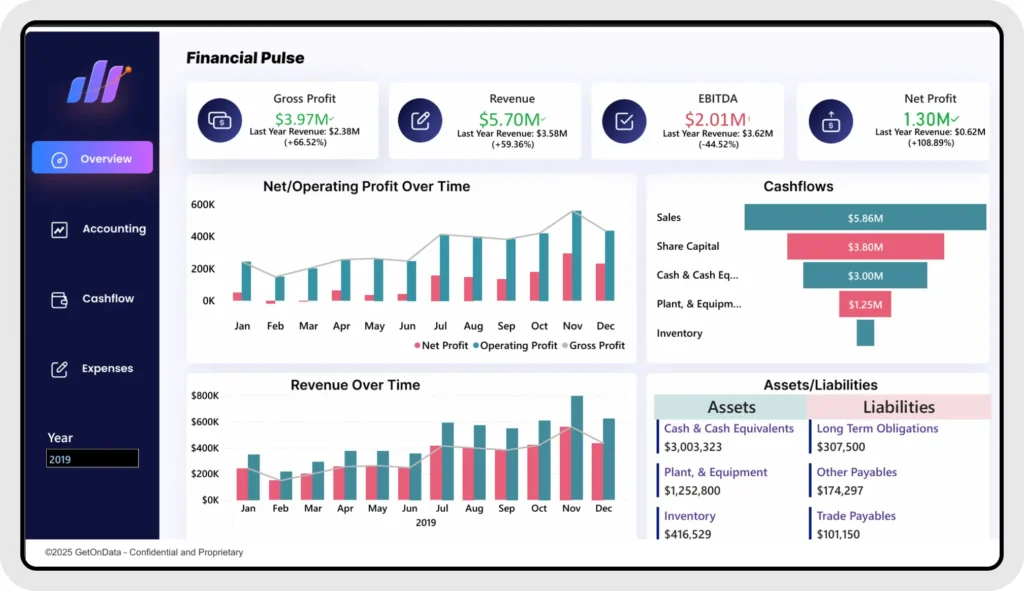 Financial Pulse
Gross Profit
$3.97M
Last Year Revenue: $2.38M
(+66.52%)
Revenue
$5.70M
Last Year Revenue: $3.58M
(+59.36%)
EBITDA
$2.01M
Last Year Revenue: $3.62M
(-44.52%)
Net Profit
1.30M
Last Year Revenue: $0.62M
(+108.89%)
Overview
Accounting
Cashflow
Expenses
Year
2019
Net/Operating Profit Over Time
600K
400K
200K
0K
Jan Feb Mar Apr May Jun Jul Aug Sep Oct Nov Dec
Net Profit Operating Profit Gross Profit
Cashflows
Sales $5.86M
Share Capital $3.80M
Cash & Cash Eq... $3.00M
Plant, & Equipm... $1.25M
Inventory
Revenue Over Time
$800K
$600K
$400K
$200K
$0K
Jan Feb Mar Apr May Jun Jul Aug Sep Oct Nov Dec
2019
Assets/Liabilities
Assets Liabilities
Cash & Cash Equivalents
$3,003,323
Plant, & Equipment
$1,252,800
Inventory
$416,529
Long Term Obligations
$307,500
Other Payables
$174,297
Trade Payables
$101,150
©2025 GetOnData - Confidential and Proprietary